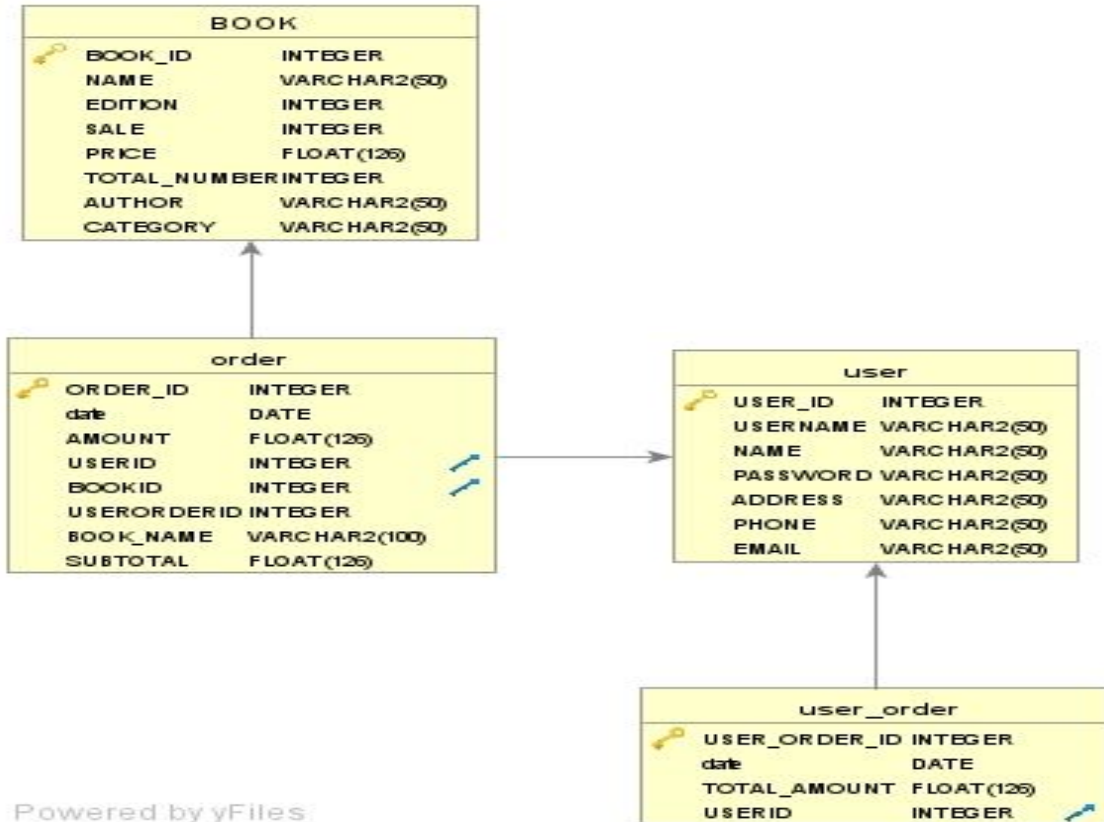 BOOK
BOOK_ID INTEGER
NAME VARCHAR2(50)
EDITION INTEGER
SALE INTEGER
PRICE FLOAT(126)
TOTAL_NUMBER INTEGER
AUTHOR VARCHAR2(50)
CATEGORY VARCHAR2(50)
order
ORDER_ID INTEGER
date DATE
AMOUNT FLOAT(126)
USERID INTEGER
BOOKID INTEGER
USERORDERID INTEGER
BOOK_NAME VARCHAR2(100)
SUBTOTAL FLOAT(126)
user
USER_ID INTEGER
USERNAME VARCHAR2(50)
NAME VARCHAR2(50)
PASSWORD VARCHAR2(50)
ADDRESS VARCHAR2(50)
PHONE VARCHAR2(50)
EMAIL VARCHAR2(50)
user_order
USER_ORDER_ID INTEGER
date DATE
TOTAL_AMOUNT FLOAT(126)
USERID INTEGER
Powered by yFiles